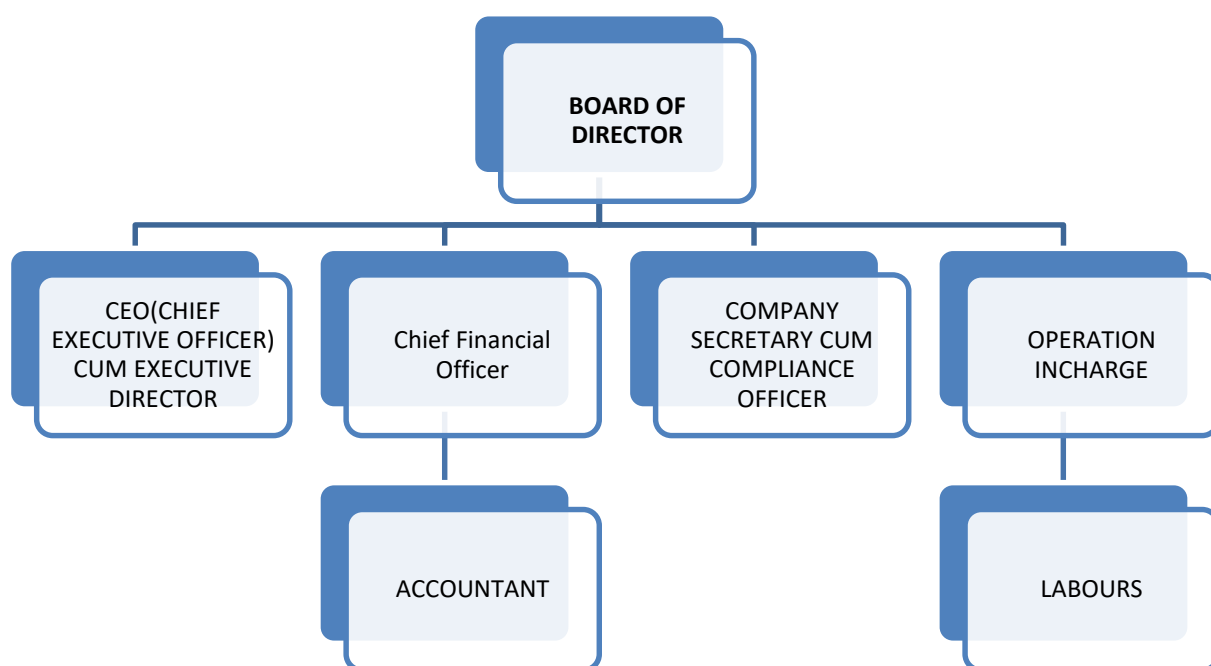 BOARD OF
DIRECTOR
CEO(CHIEF
EXECUTIVE OFFICER)
CUM EXECUTIVE
DIRECTOR
Chief Financial
Officer
COMPANY
SECRETARY CUM
COMPLIANCE
OFFICER
OPERATION
INCHARGE
ACCOUNTANT
LABOURS